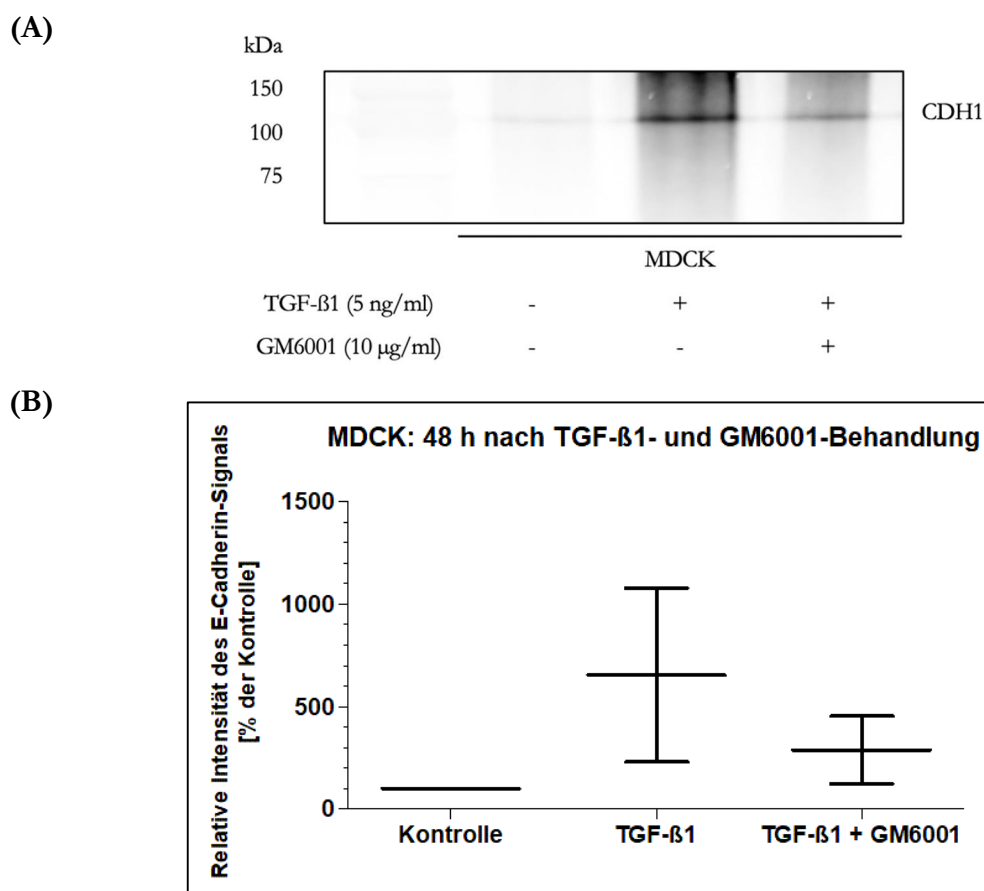 (A)
kDa
150
100
75
CDH1
MDCK
TGF-ß1 (5 ng/ml) - + +
GM6001 (10 µg/ml) - - +
(B)
MDCK: 48 h nach TGF-ß1- und GM6001-Behandlung
Relative Intensität des E-Cadherin-Signals
[% der Kontrolle]
1500
1000
500
0
Kontrolle TGF-ß1 TGF-ß1 + GM6001